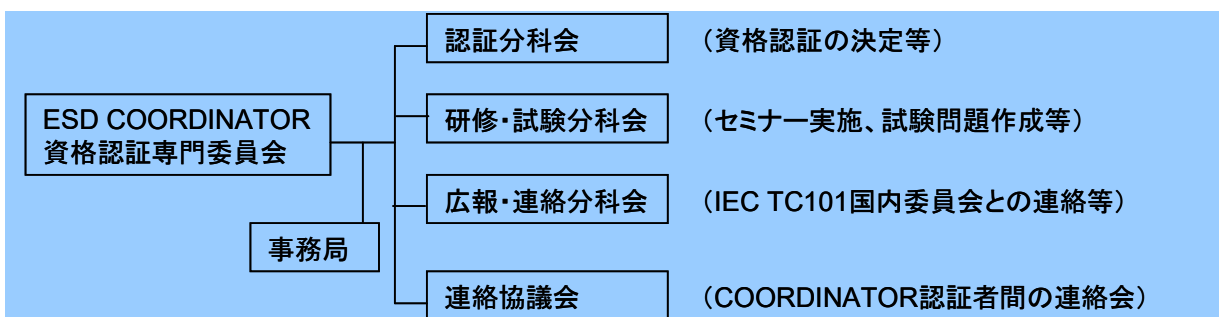 認証分科会 (資格認証の決定等)
ESD COORDINATOR
資格認証専門委員会
研修・試験分科会 (セミナー実施、試験問題作成等)
広報・連絡分科会 (IEC TC101国内委員会との連絡等)
事務局
連絡協議会 (COORDINATOR認証者間の連絡会)